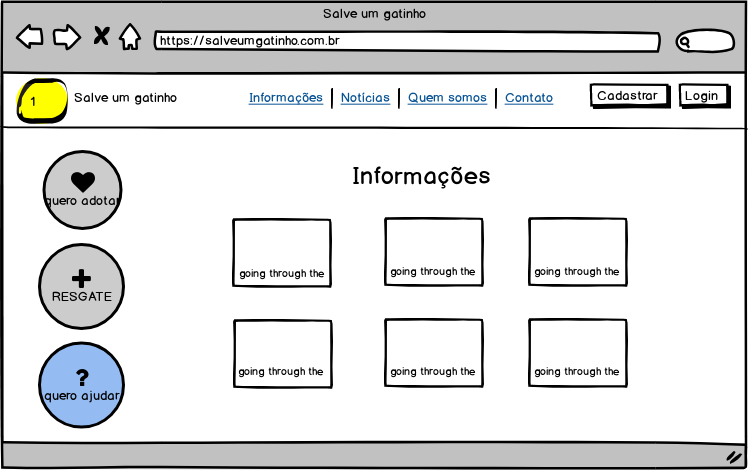 Salve um gatinho
https://salveumgatinho.com.br
1 Salve um gatinho Informações Notícias Quem somos Contato Cadastrar Login
quero adotar
RESGATE
? quero ajudar
Informações
going through the going through the going through the
going through the going through the going through the